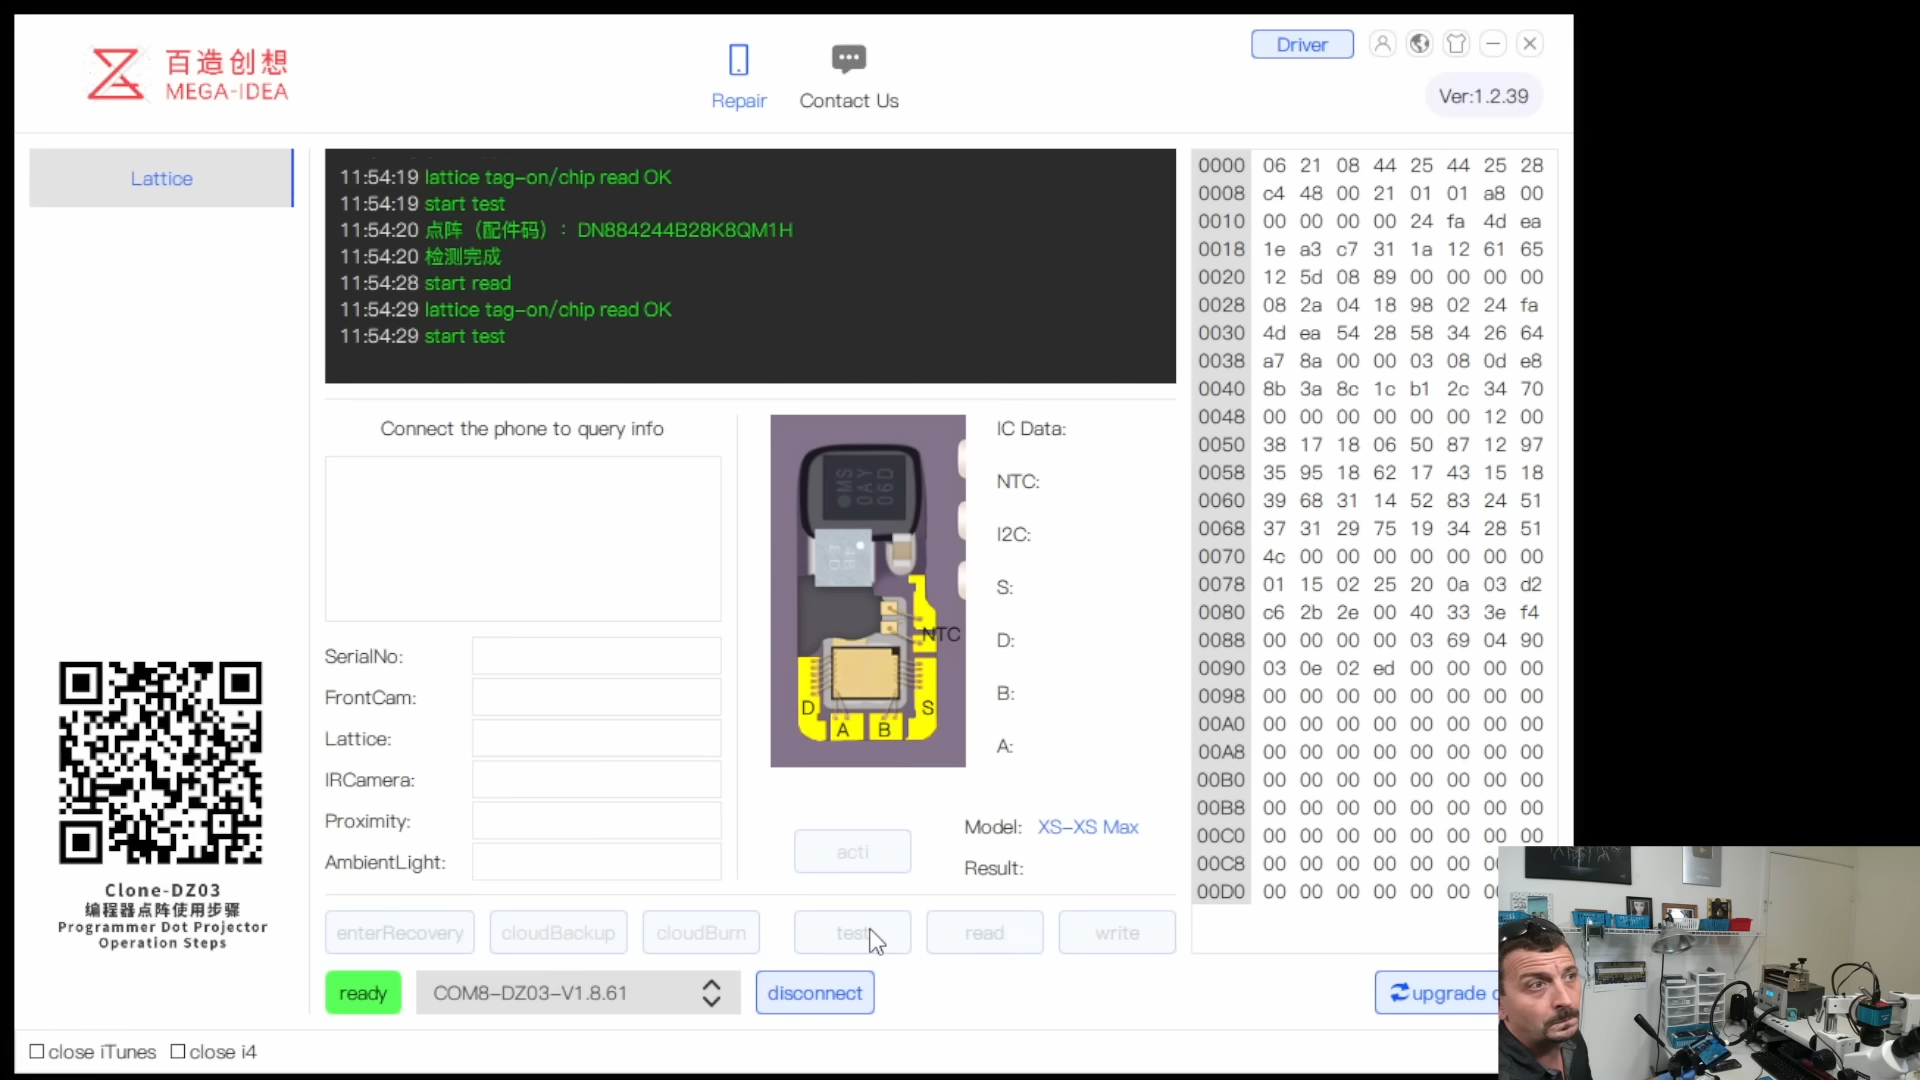 百造创想
MEGA-IDEA
Repair
Contact Us
Driver
Ver:1.2.39
Lattice
11:54:19 lattice tag-on/chip read OK
11:54:19 start test
11:54:20 点阵（配件码）：DN884244B28K8QM1H
11:54:20 检测完成
11:54:28 start read
11:54:29 lattice tag-on/chip read OK
11:54:29 start test
Connect the phone to query info
SerialNo:
FrontCam:
Lattice:
IRCamera:
Proximity:
AmbientLight:
MS
0AY
06D
NTC
D
A
B
S
IC Data:
NTC:
I2C:
S:
D:
B:
A:
acti
Model: XS-XS Max
Result:
enterRecovery
cloudBackup
cloudBurn
test
read
write
ready
COM8-DZ03-V1.8.61
disconnect
0000 06 21 08 44 25 44 25 28
0008 c4 48 00 21 01 01 a8 00
0010 00 00 00 00 24 fa 4d ea
0018 1e a3 c7 31 1a 12 61 65
0020 12 5d 08 89 00 00 00 00
0028 08 2a 04 18 98 02 24 fa
0030 4d ea 54 28 58 34 26 64
0038 a7 8a 00 00 03 08 0d e8
0040 8b 3a 8c 1c b1 2c 34 70
0048 00 00 00 00 00 00 12 00
0050 38 17 18 06 50 87 12 97
0058 35 95 18 62 17 43 15 18
0060 39 68 31 14 52 83 24 51
0068 37 31 29 75 19 34 28 51
0070 4c 00 00 00 00 00 00 00
0078 01 15 02 25 20 0a 03 d2
0080 c6 2b 2e 00 40 33 3e f4
0088 00 00 00 00 03 69 04 90
0090 03 0e 02 ed 00 00 00 00
0098 00 00 00 00 00 00 00 00
00A0 00 00 00 00 00 00 00 00
00A8 00 00 00 00 00 00 00 00
00B0 00 00 00 00 00 00 00 00
00B8 00 00 00 00 00 00 00 00
00C0 00 00 00 00 00 00 00 00
00C8 00 00 00 00 00 00 0
00D0 00 00 00 00 00 00 0
upgrade
Clone-DZ03
编程器点阵使用步骤
Programmer Dot Projector
Operation Steps
close iTunes
close i4